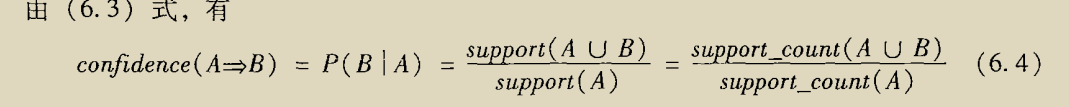 由 (6.3) 式, 有
confidence(A⇒B) = P(B | A) = support(A ∪ B) / support(A) = support_count(A ∪ B) / support_count(A) (6.4)